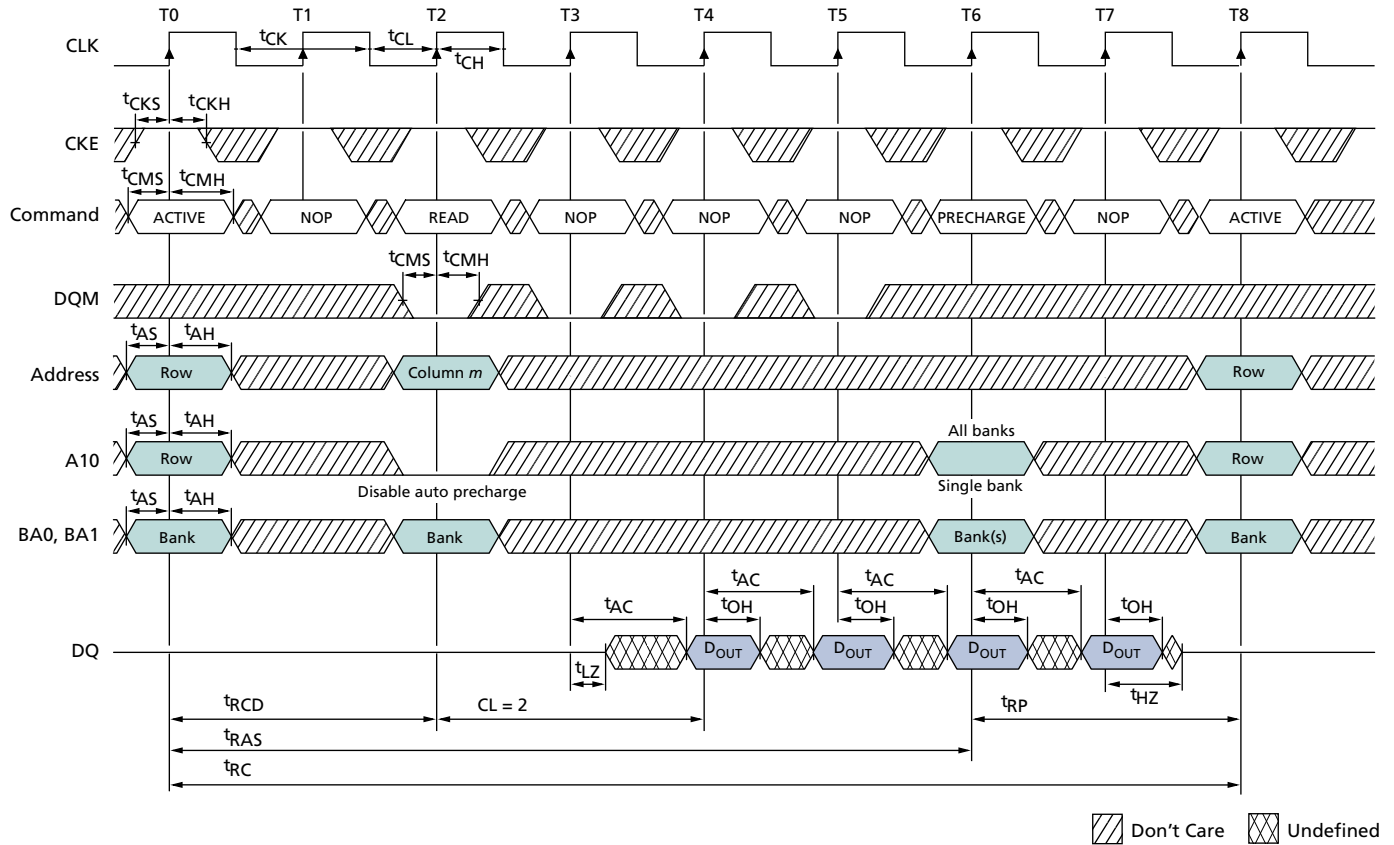 T0 T1 T2 T3 T4 T5 T6 T7 T8
CLK
tCK tCL
tCH
tCKS tCKH
CKE
tCMS tCMH
Command ACTIVE NOP READ NOP NOP NOP PRECHARGE NOP ACTIVE
tCMS tCMH
DQM
tAS tAH
Address Row Column m Row
tAS tAH
All banks
A10 Row Row
Disable auto precharge Single bank
tAS tAH
BA0, BA1 Bank Bank Bank(s) Bank
tAC tAC tAC
tAC tOH tOH tOH tOH
DQ DOUT DOUT DOUT DOUT
tLZ
tHZ
tRCD CL = 2 tRP
tRAS
tRC
Don't Care Undefined